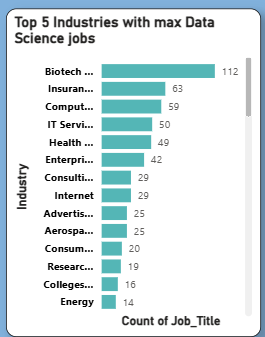 Top 5 Industries with max Data
Science jobs
Industry
Biotech ... 112
Insuran... 63
Comput... 59
IT Servi... 50
Health ... 49
Enterpri... 42
Consulti... 29
Internet 29
Advertis... 25
Aerospa... 25
Consum... 20
Researc... 19
Colleges... 16
Energy 14
Count of Job_Title